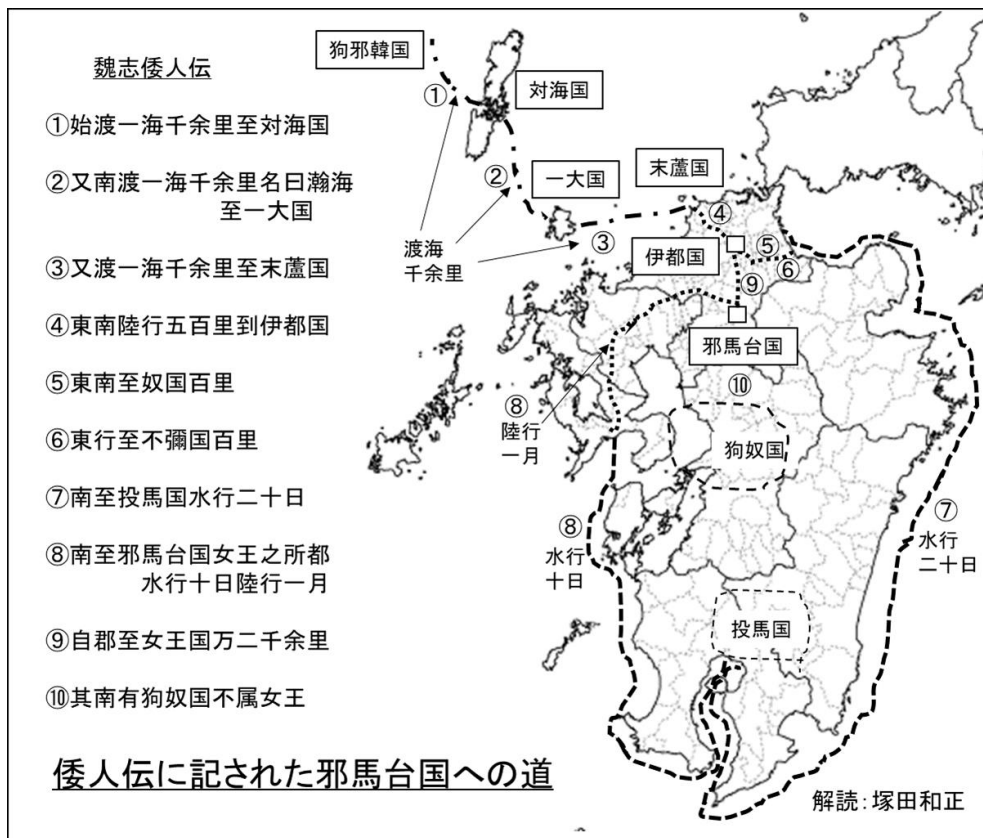 魏志倭人伝
①始渡一海千余里至対海国
②又南渡一海千余里名曰瀚海
至一大国
③又渡一海千余里至末蘆国
④東南陸行五百里到伊都国
⑤東南至奴国百里
⑥東行至不彌国百里
⑦南至投馬国水行二十日
⑧南至邪馬台国女王之所都
水行十日陸行一月
⑨自郡至女王国万二千余里
⑩其南有狗奴国不属女王
倭人伝に記された邪馬台国への道
狗邪韓国
①
対海国
②
一大国
末蘆国
渡海
千余里
③
④
伊都国
⑤
⑥
⑨
邪馬台国
⑩
⑧
陸行
一月
狗奴国
⑧
水行
十日
⑦
水行
二十日
投馬国
解読：塚田和正